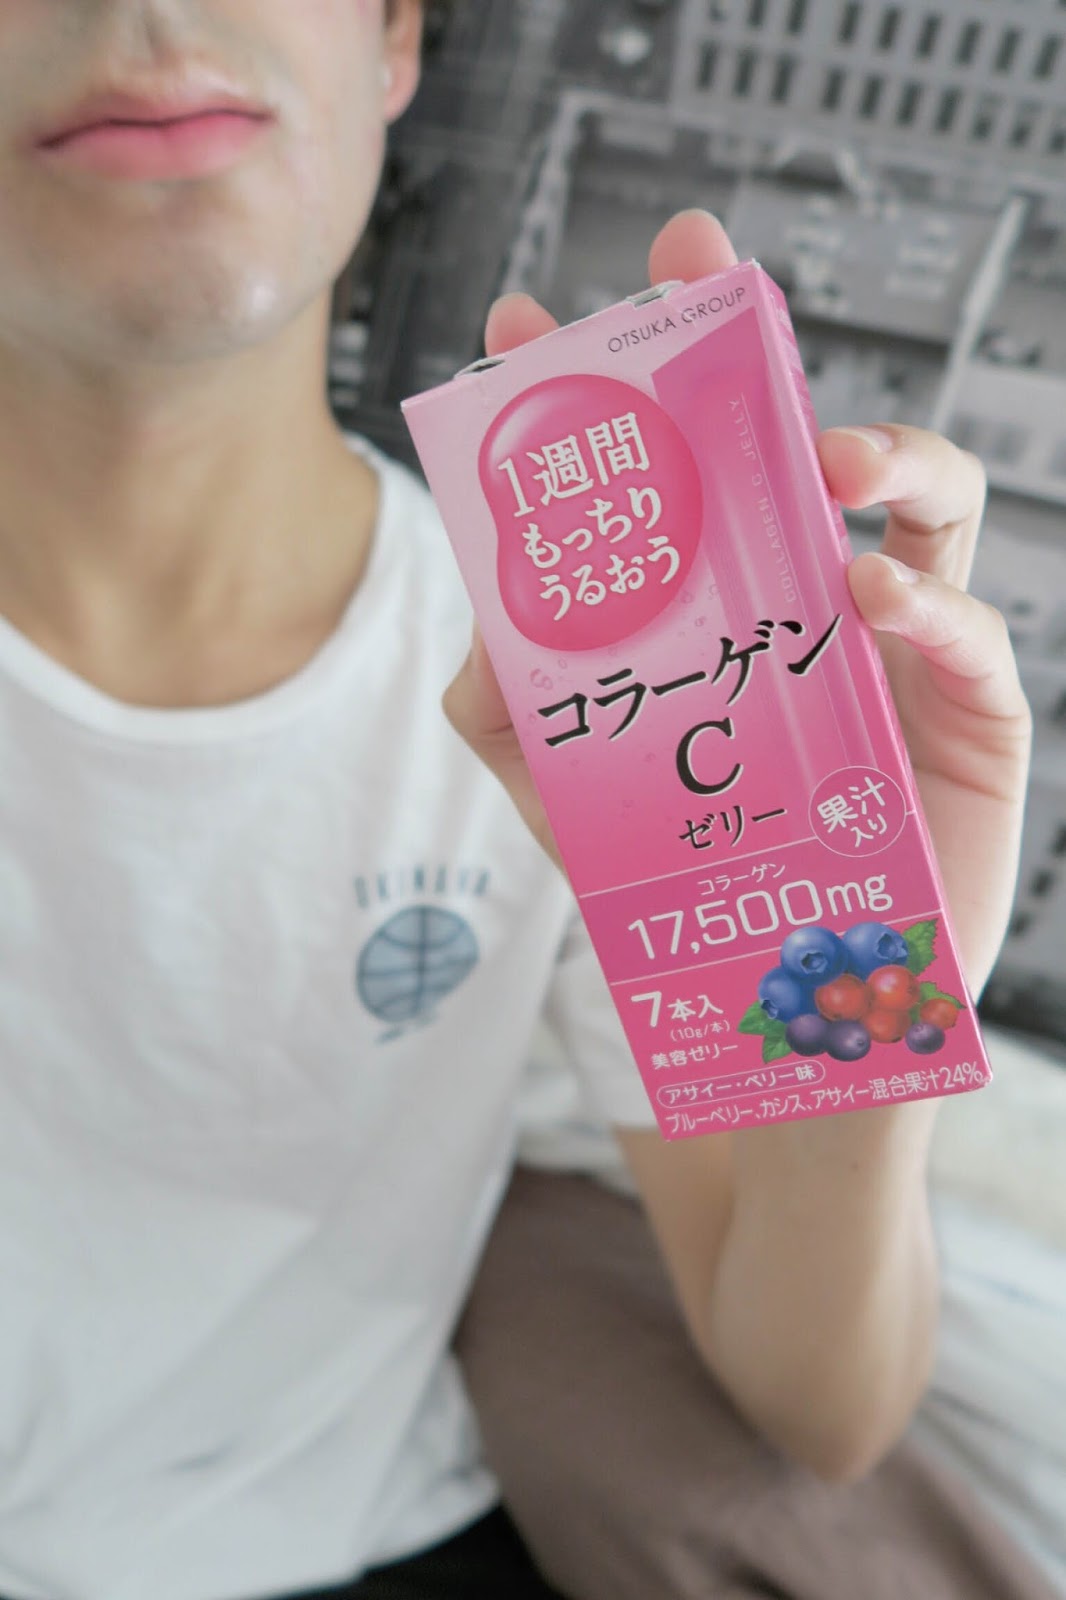 OTSUKA GROUP
1週間
もっちり
うるおう
COLLAGEN C JELLY
コラーゲン
C
ゼリー
果汁
入り
コラーゲン
17,500mg
7本入
(10g/本)
美容ゼリー
アサイー・ベリー味
ブルーベリー、カシス、アサイー混合果汁24%